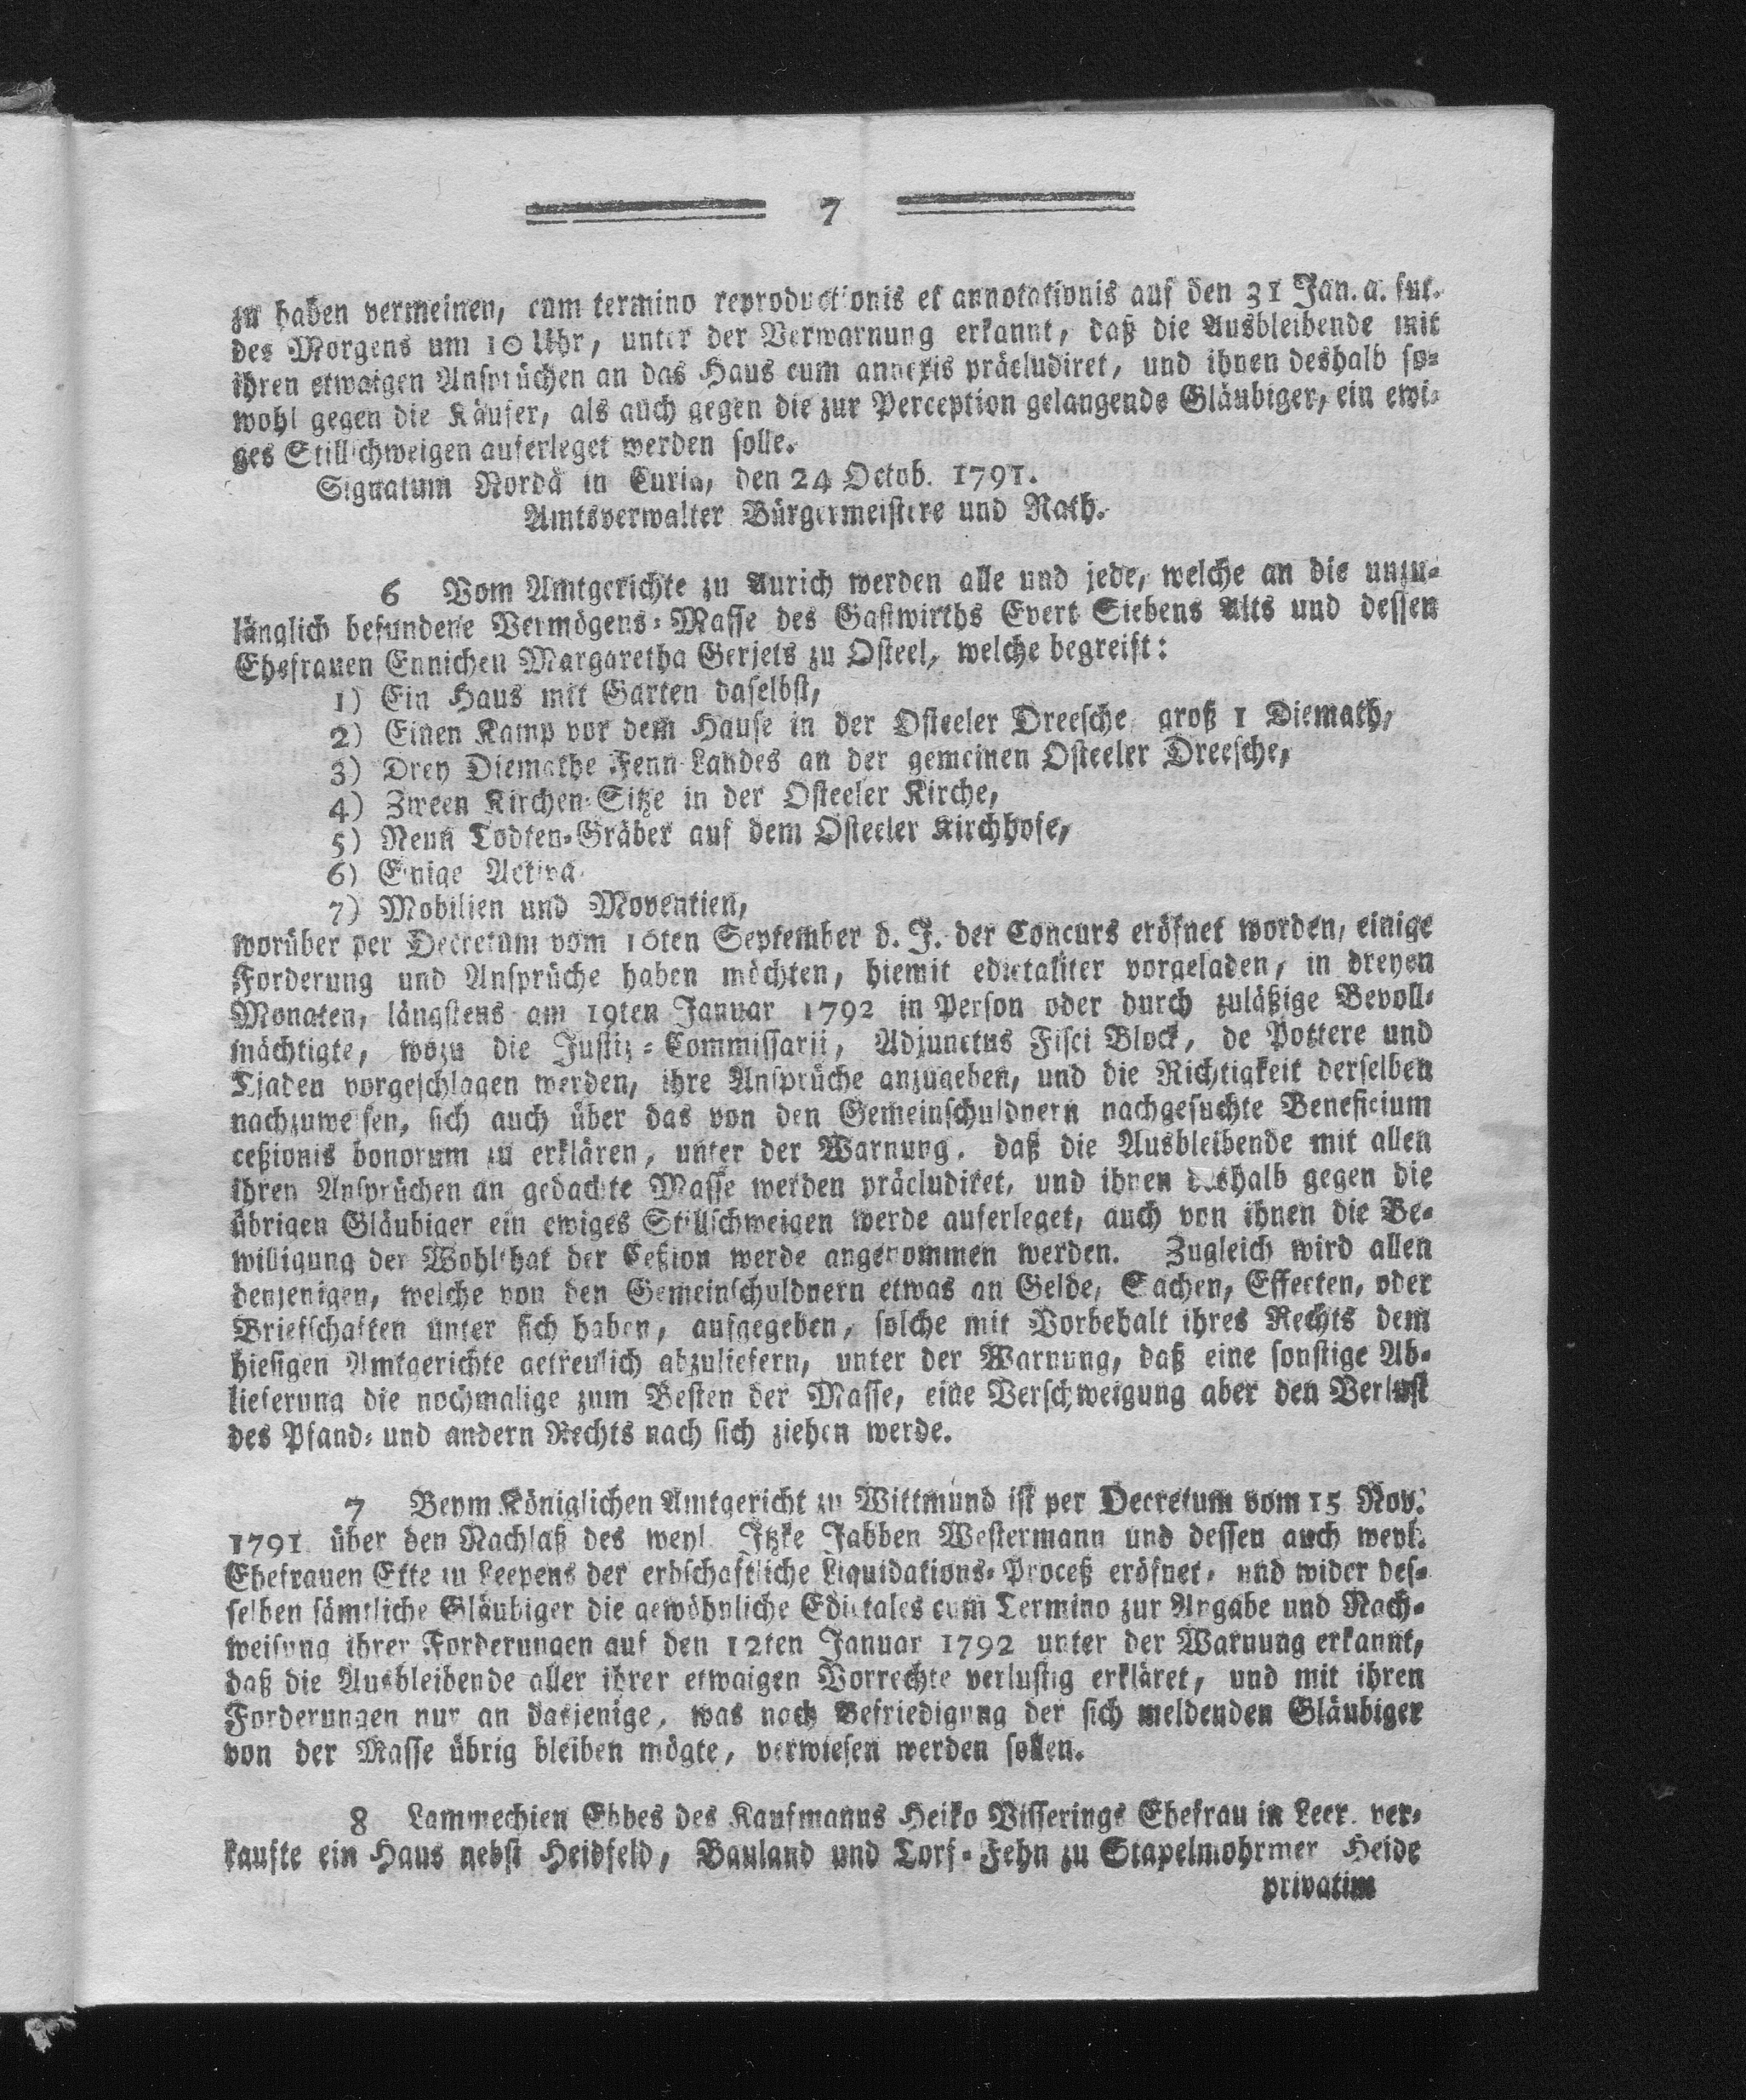 7
zu haben vermeinen, cum termino reproductionis et annotationis auf den 31 Jan. a. fut.
des Morgens um 10 Uhr, unter der Verwarnung erkannt, daß die Ausbleibende mit
ihren etwaigen Ansprüchen an das Haus cum annexis präcludiret, und ihnen deshalb so-
wohl gegen die Käufer, als auch gegen die zur Perception gelangende Gläubiger, ein ewi-
ges Stillschweigen auferleget werden solle.
Signatum Nordä in Curia, den 24 Octob. 1791.
Amtsverwalter Bürgermeistere und Rath.
6 Vom Amtgerichte zu Aurich werden alle und jede, welche an die unzu-
länglich befundene Vermögens-Masse des Gastwirths Evert Siebens Alts und dessen
Ehefrauen Ennichen Margaretha Gerjets zu Osteel, welche begreift:
1) Ein Haus mit Garten daselbst,
2) Einen Kamp vor dem Hause in der Osteeler Dreesche groß 1 Diemath,
3) Drey Diemathe Fenn-Landes an der gemeinen Osteeler Dreesche,
4) Zween Kirchen-Sitze in der Osteeler Kirche,
5) Neun Todten-Gräber auf dem Osteeler Kirchhofe,
6) Einige Activa
7) Mobilien und Moventien,
worüber per Decretum vom 16ten September d. J. der Concurs eröfnet worden, einige
Forderung und Ansprüche haben möchten, hiemit edictaliter vorgeladen, in dreyen
Monaten, längstens am 19ten Januar 1792 in Person oder durch zuläßige Bevoll-
mächtigte, wozu die Justiz-Commissarii, Adjunctus Fisci Block, de Pottere und
Tjaden vorgeschlagen werden, ihre Ansprüche anzugeben, und die Richtigkeit derselben
nachzuweisen, sich auch über das von den Gemeinschuldnern nachgesuchte Beneficium
ceßionis bonorum zu erklären, unter der Warnung, daß die Ausbleibende mit allen
ihren Ansprüchen an gedachte Masse werden präcludiret, und ihnen deshalb gegen die
übrigen Gläubiger ein ewiges Stillschweigen werde auferleget, auch von ihnen die Be-
willigung der Wohlthat der Ceßion werde angenommen werden. Zugleich wird allen
denjenigen, welche von den Gemeinschuldnern etwas an Gelde, Sachen, Effecten, oder
Briefschaften unter sich haben, aufgegeben, solche mit Vorbehalt ihres Rechts dem
hiesigen Amtgerichte getreulich abzuliefern, unter der Warnung, daß eine sonstige Ab-
lieferung die nochmalige zum Besten der Masse, eine Verschweigung aber den Verlust
des Pfand- und andern Rechts nach sich ziehen werde.
7 Beym Königlichen Amtgericht zu Wittmund ist per Decretum vom 15 Nov.
1791 über den Nachlaß des weyl. Itzke Jabben Westermann und dessen auch weyl.
Ehefrauen Ette zu Leepens der erbschaftliche Liquidations-Proceß eröfnet, und wider des-
selben sämtliche Gläubiger die gewöhnliche Edictales cum Termino zur Angabe und Nach-
weisung ihrer Forderungen auf den 12ten Januar 1792 unter der Warnung erkannt,
daß die Ausbleibende aller ihrer etwaigen Vorrechte verlustig erkläret, und mit ihren
Forderungen nur an dasjenige, was nach Befriedigung der sich meldenden Gläubiger
von der Masse übrig bleiben mögte, verwiesen werden sollen.
8 Lammechien Ebbes des Kaufmanns Heiko Visserings Ehefrau in Leer. ver-
kaufte ein Haus nebst Heidfeld, Bauland und Torf-Fehn zu Stapelmohrmer Heide
privatim